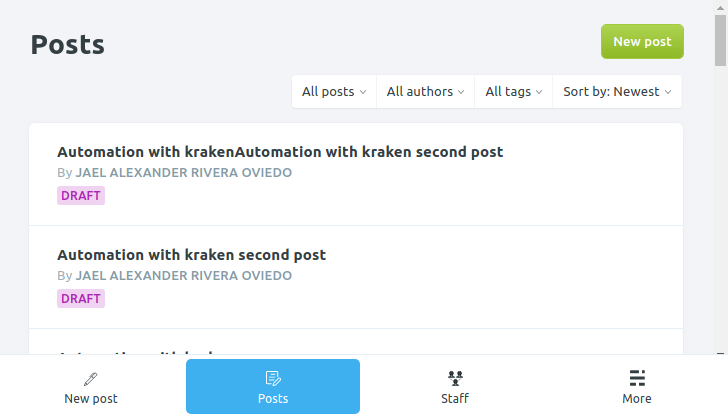 Posts
New post
All posts
All authors
All tags
Sort by: Newest
Automation with krakenAutomation with kraken second post
By JAEL ALEXANDER RIVERA OVIEDO
DRAFT
Automation with kraken second post
By JAEL ALEXANDER RIVERA OVIEDO
DRAFT
New post
Posts
Staff
More